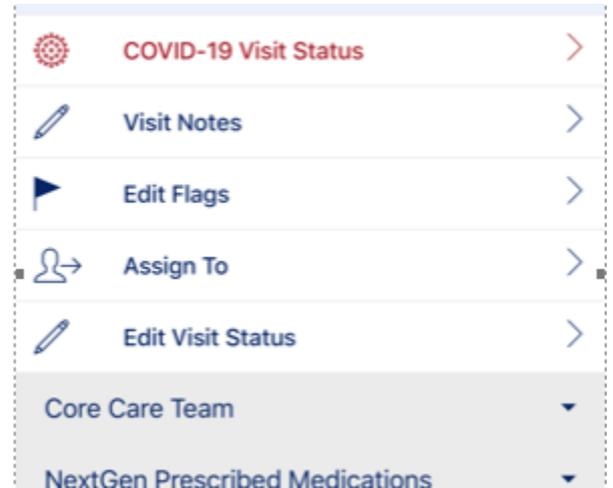 COVID-19 Visit Status
Visit Notes
Edit Flags
Assign To
Edit Visit Status
Core Care Team
NextGen Prescribed Medications